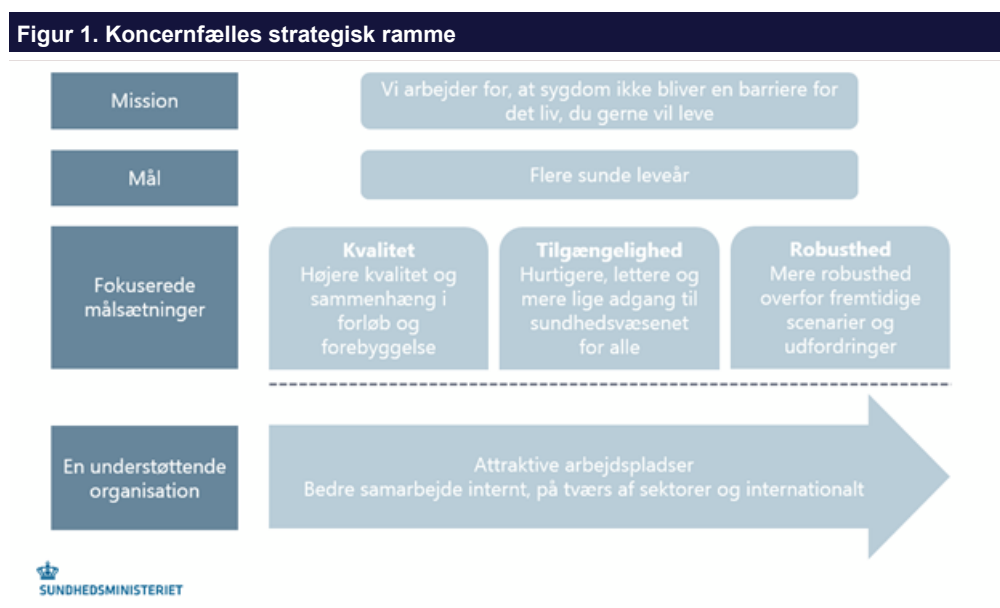 Figur 1. Koncernfælles strategisk ramme
Mission
Vi arbejder for, at sygdom ikke bliver en barriere for
det liv, du gerne vil leve
Mål
Flere sunde leveår
Fokuserede
målsætninger
Kvalitet
Højere kvalitet og
sammenhæng i
forløb og
forebyggelse
Tilgængelighed
Hurtigere, lettere og
mere lige adgang til
sundhedsvæsenet
for alle
Robusthed
Mere robusthed
overfor fremtidige
scenarier og
udfordringer
En understøttende
organisation
Attraktive arbejdspladser
Bedre samarbejde internt, på tværs af sektorer og internationalt
SUNDHEDSMINISTERIET